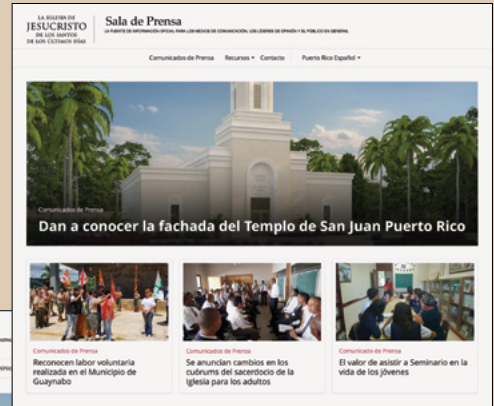 LA IGLESIA DE
JESUCRISTO
DE LOS SANTOS
DE LOS ÚLTIMOS DÍAS
Sala de Prensa
LA FUENTE DE INFORMACIÓN OFICIAL PARA LOS MEDIOS DE COMUNICACIÓN, LOS LÍDERES DE OPINIÓN Y EL PÚBLICO EN GENERAL
Comunicados de Prensa Recursos Contacto Puerto Rico Español
Comunicados de Prensa
Dan a conocer la fachada del Templo de San Juan Puerto Rico
Comunicados de Prensa
Reconocen labor voluntaria
realizada en el Municipio de
Guaynabo
Comunicados de Prensa
Se anuncian cambios en los
cuórums del sacerdocio de la
Iglesia para los adultos
Comunicados de Prensa
El valor de asistir a Seminario en la
vida de los jóvenes